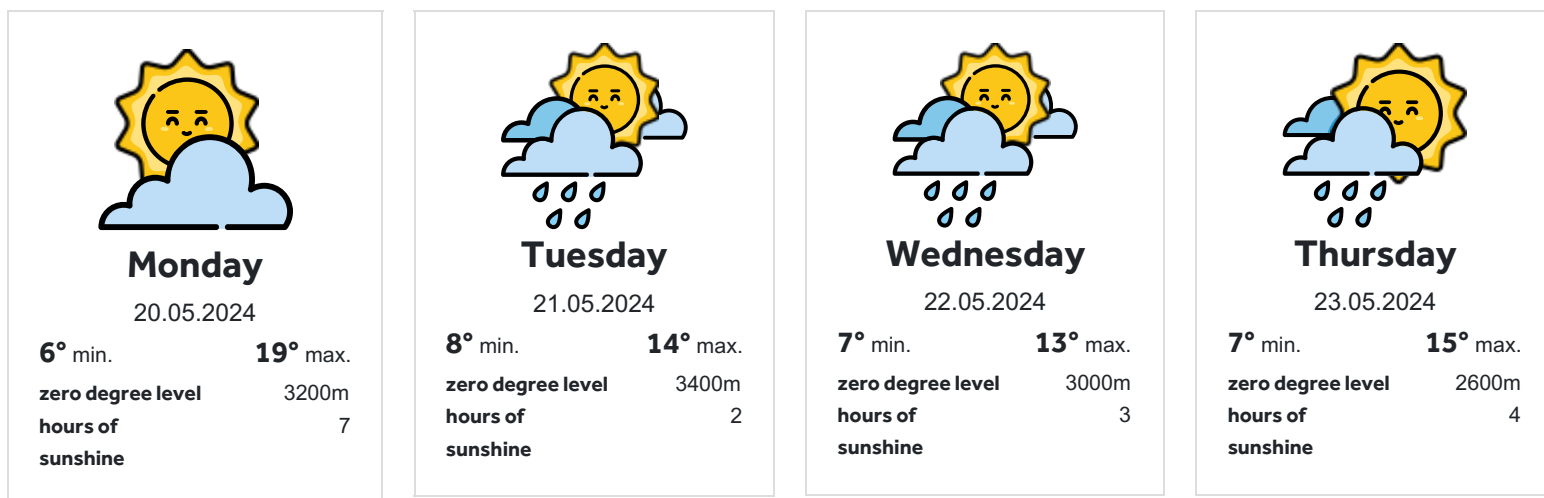 Monday
20.05.2024
6° min. 19° max.
zero degree level 3200m
hours of 7
sunshine
Tuesday
21.05.2024
8° min. 14° max.
zero degree level 3400m
hours of 2
sunshine
Wednesday
22.05.2024
7° min. 13° max.
zero degree level 3000m
hours of 3
sunshine
Thursday
23.05.2024
7° min. 15° max.
zero degree level 2600m
hours of 4
sunshine